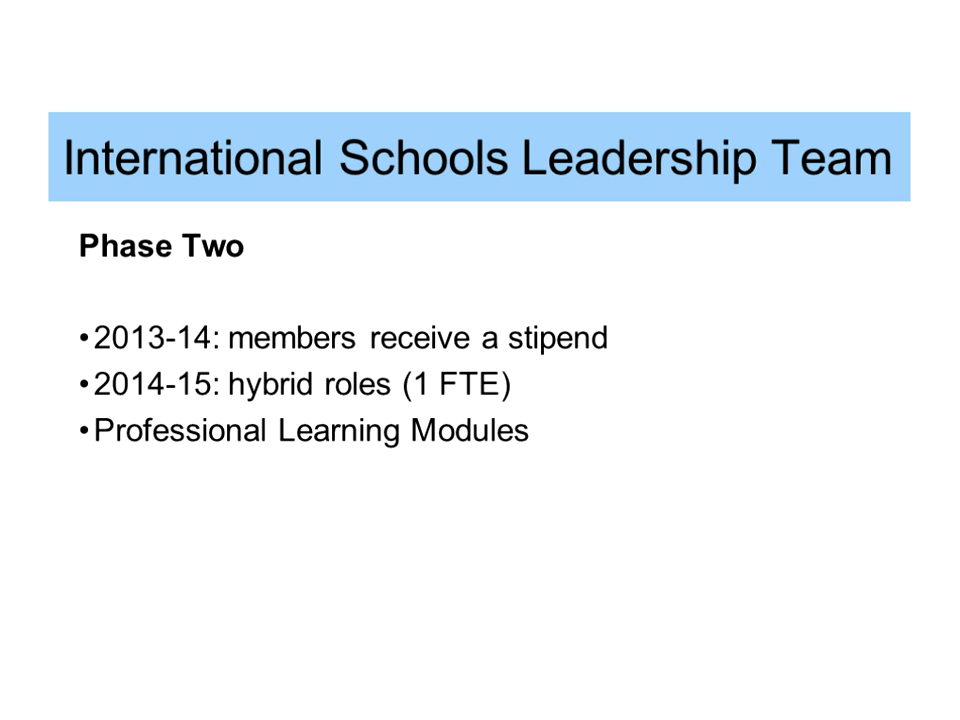 International Schools Leadership Team
Phase Two
•2013-14: members receive a stipend
•2014-15: hybrid roles (1 FTE)
•Professional Learning Modules